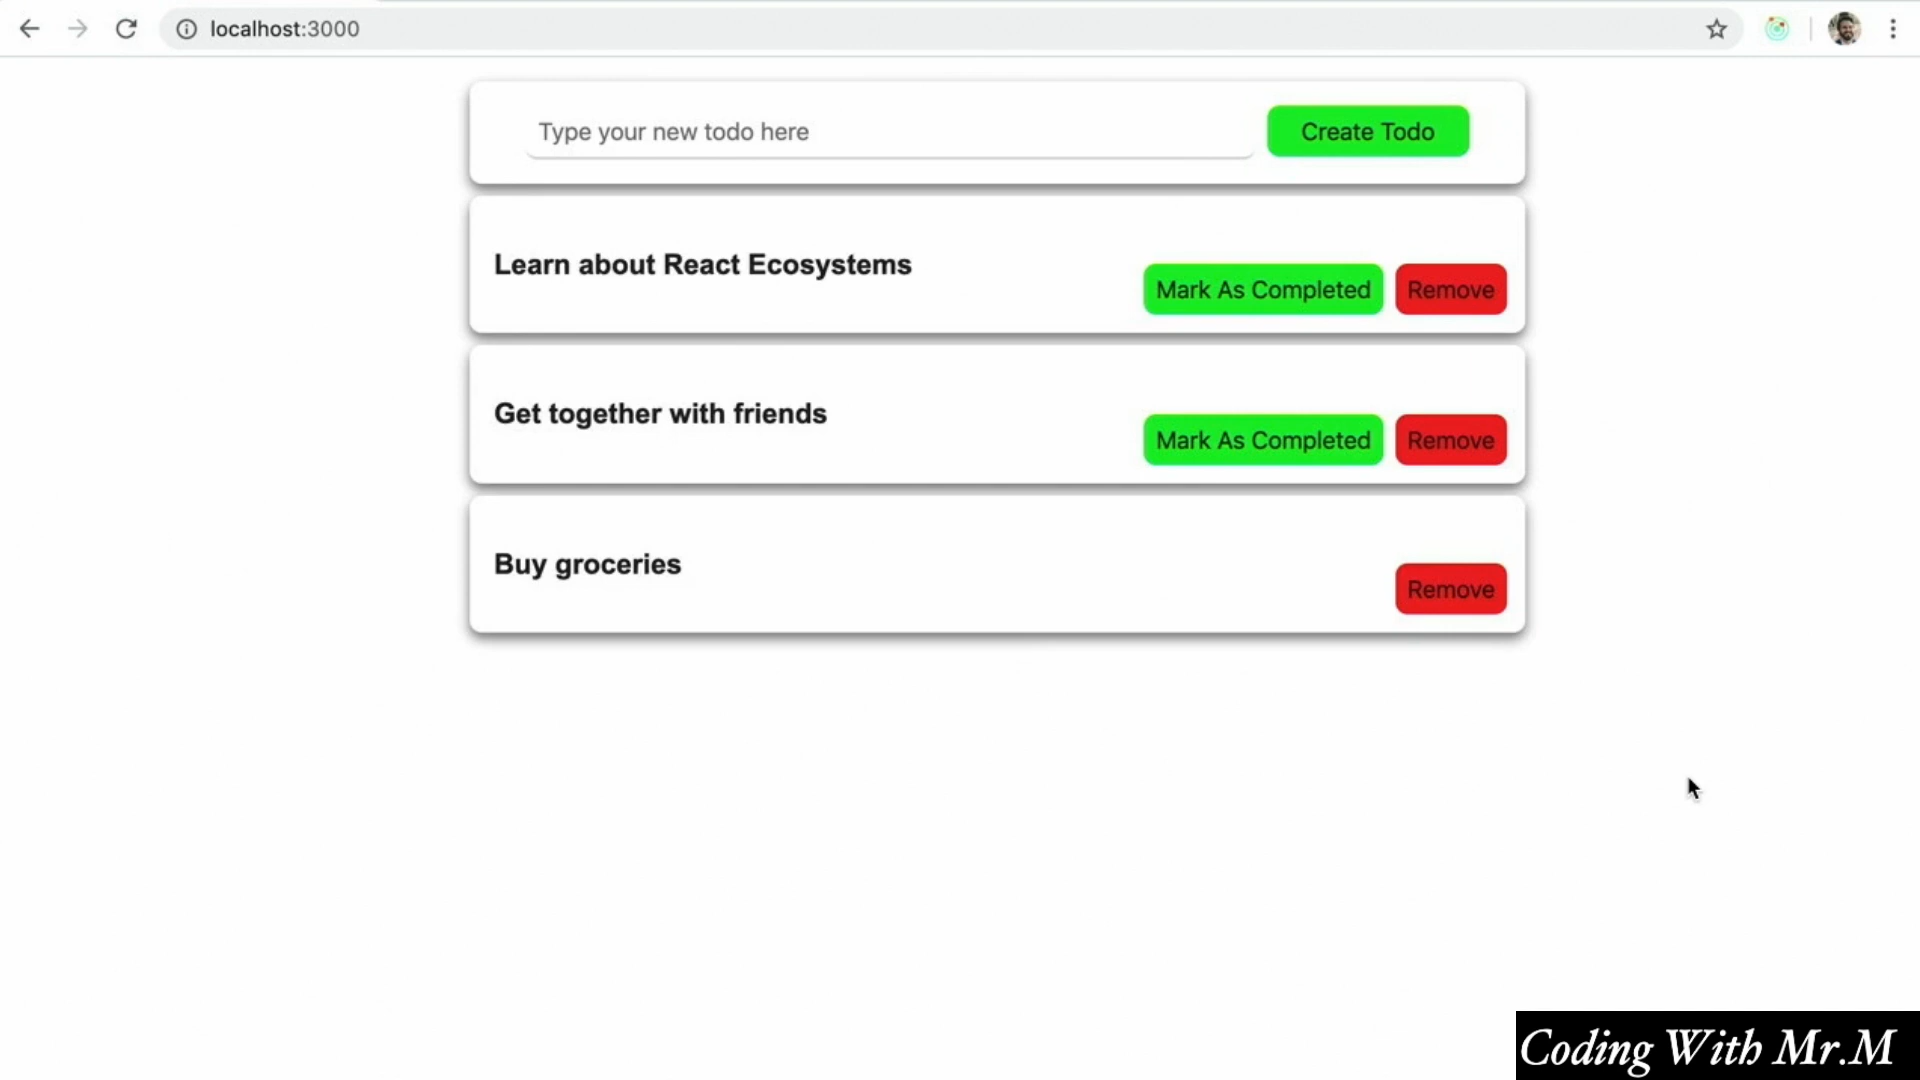 localhost:3000
Type your new todo here
Create Todo
Learn about React Ecosystems
Mark As Completed
Remove
Get together with friends
Mark As Completed
Remove
Buy groceries
Remove
Coding With Mr.M